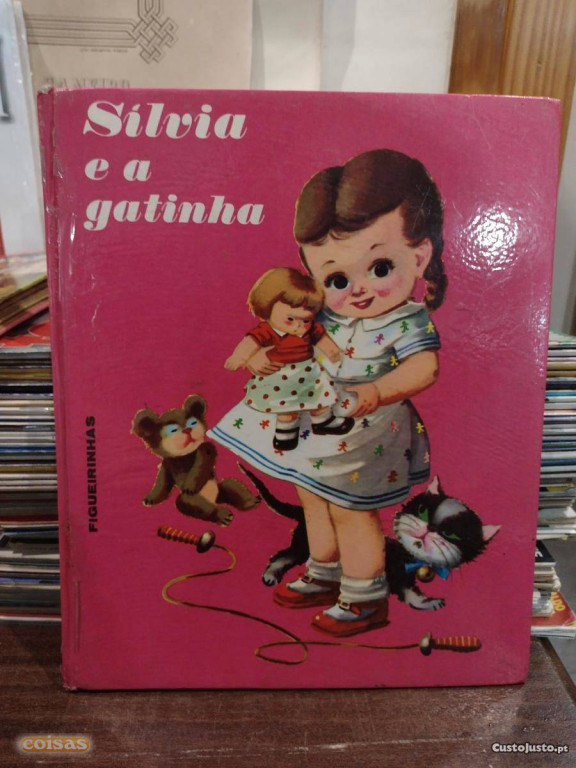 Sílvia
e a
gatinha
FIGUEIRINHAS
coisas
CustoJusto.pt